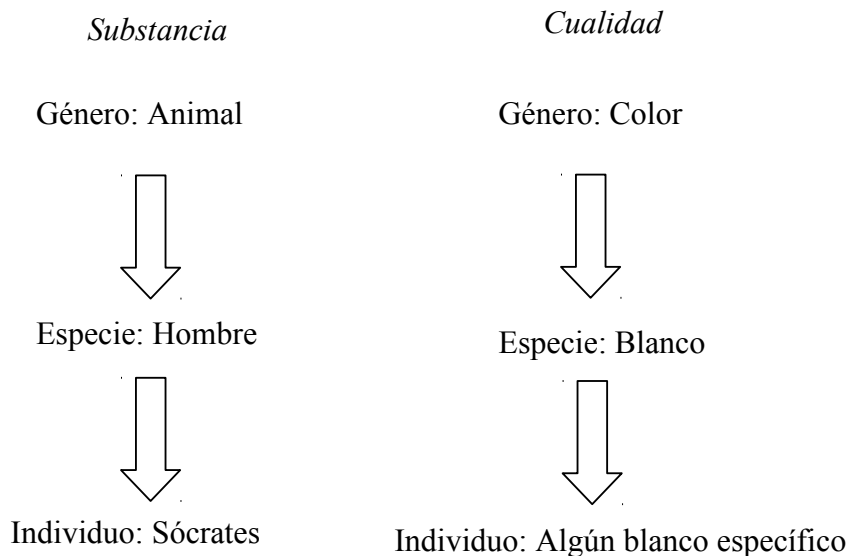 Substancia
Género: Animal
Especie: Hombre
Individuo: Sócrates
Cualidad
Género: Color
Especie: Blanco
Individuo: Algún blanco específico